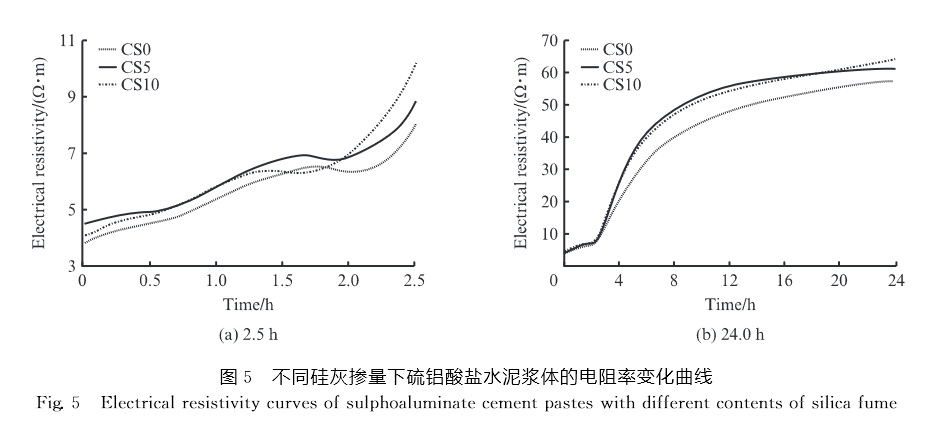 11
CS0
CS5
CS10
9
7
5
3
Electrical resistivity/(Ω·m)
0 0.5 1.0 1.5 2.0 2.5
Time/h
(a) 2.5 h
70
CS0
CS5
CS10
60
50
40
30
20
10
Electrical resistivity/(Ω·m)
0 4 8 12 16 20 24
Time/h
(b) 24.0 h
图 5 不同硅灰掺量下硫铝酸盐水泥浆体的电阻率变化曲线
Fig. 5 Electrical resistivity curves of sulphoaluminate cement pastes with different contents of silica fume